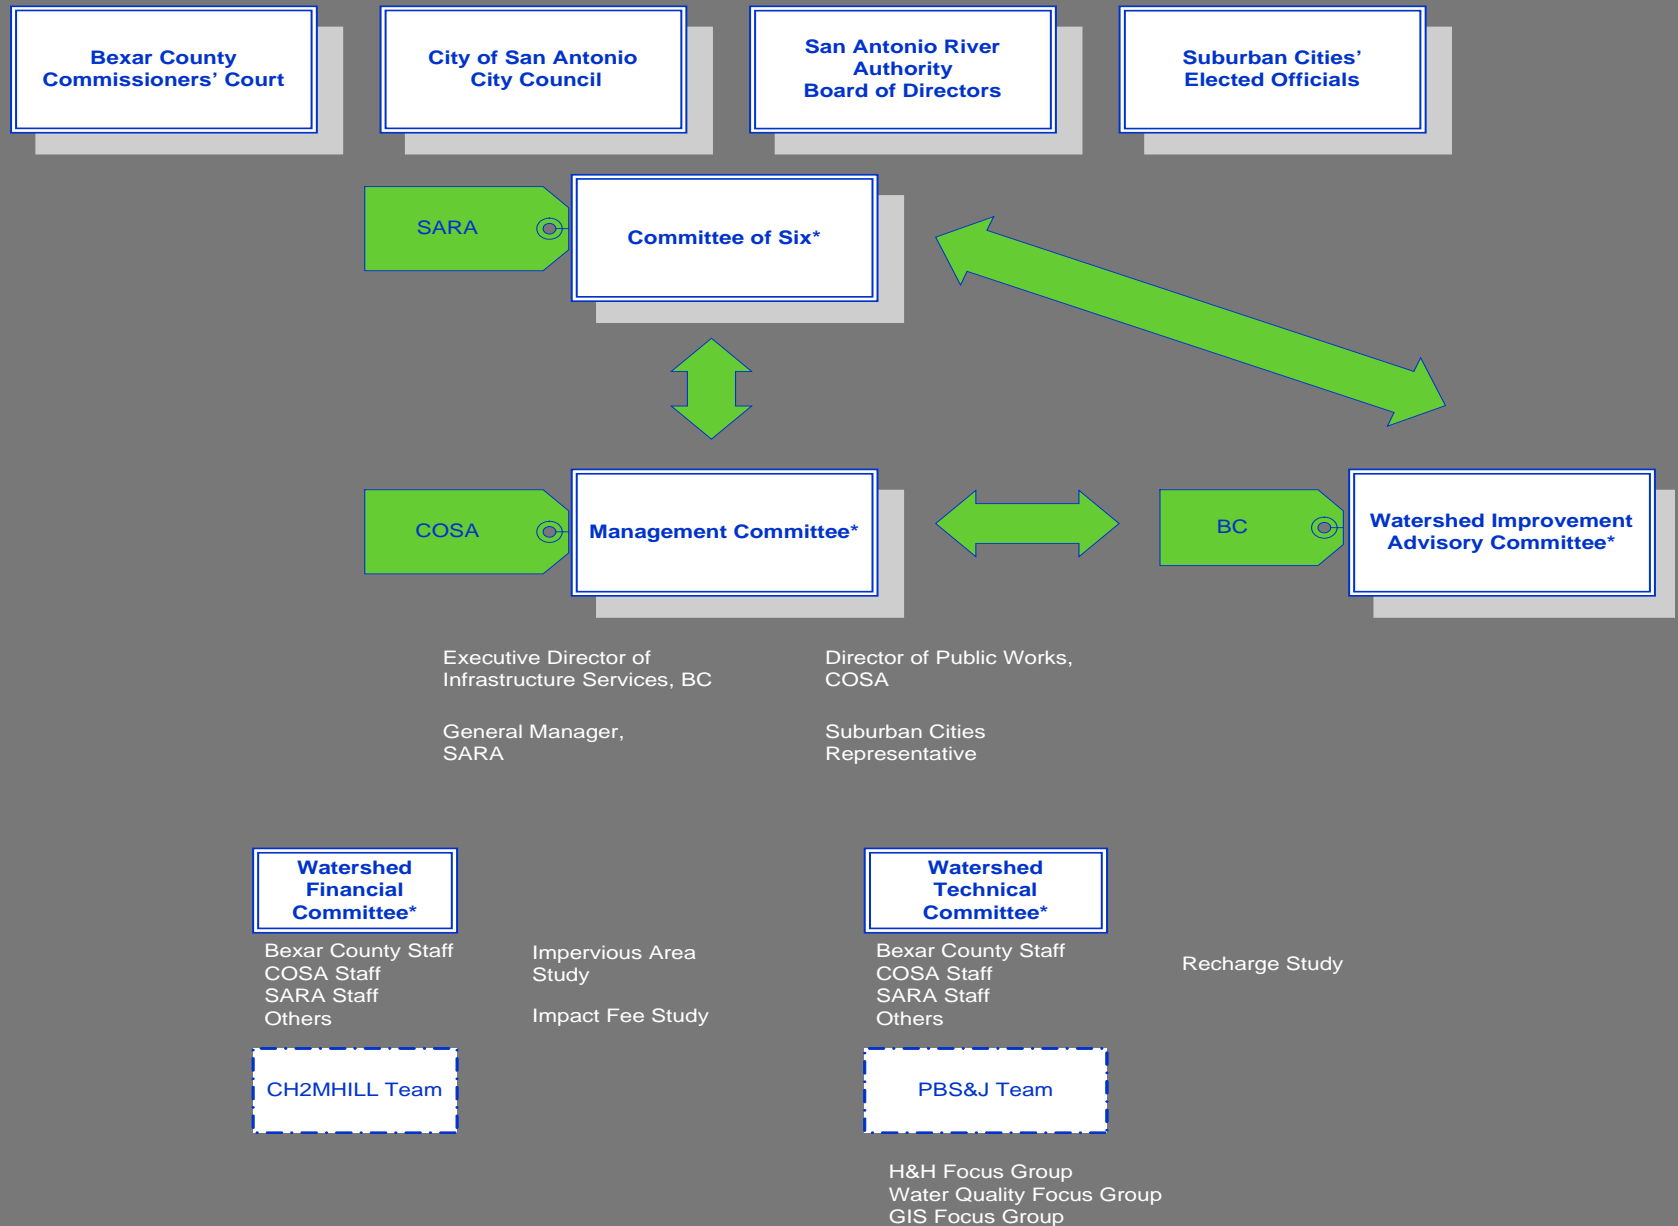 Bexar County
Commissioners’ Court
City of San Antonio
City Council
San Antonio River
Authority
Board of Directors
Suburban Cities’
Elected Officials
SARA
Committee of Six*
COSA
Management Committee*
BC
Watershed Improvement
Advisory Committee*
Executive Director of
Infrastructure Services, BC
Director of Public Works,
COSA
General Manager,
SARA
Suburban Cities
Representative
Watershed
Financial
Committee*
Bexar County Staff
COSA Staff
SARA Staff
Others
Impervious Area
Study
Impact Fee Study
CH2MHILL Team
Watershed
Technical
Committee*
Bexar County Staff
COSA Staff
SARA Staff
Others
Recharge Study
PBS&J Team
H&H Focus Group
Water Quality Focus Group
GIS Focus Group